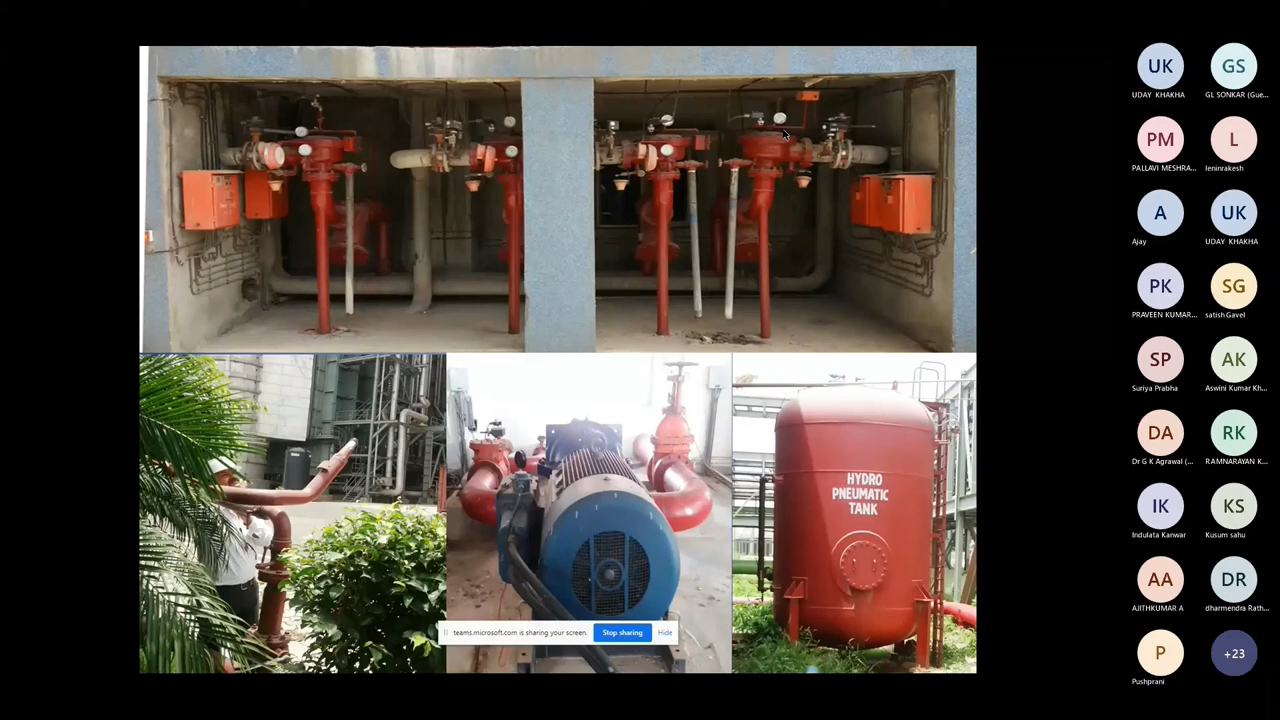 HYDRO
PNEUMATIC
TANK
teams.microsoft.com is sharing your screen.
Stop sharing
Hide
UK
UDAY KHAKHA
GS
GL SONKAR (Gue...
PM
PALLAVI MESHRA...
L
leninrakesh
A
Ajay
UK
UDAY KHAKHA
PK
PRAVEEN KUMAR...
SG
satish Gavel
SP
Suriya Prabha
AK
Aswini Kumar Kh...
DA
Dr G K Agrawal (...
RK
RAMNARAYAN K...
IK
Indulata Kanwar
KS
Kusum sahu
AA
AJITHKUMAR A
DR
dharmendra Rath...
P
Pushprani
+23